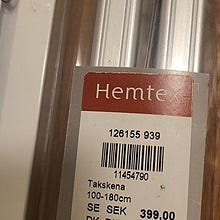 Hemtex
126155 939
11454790
Takskena
100-180cm
SE SEK 399,00